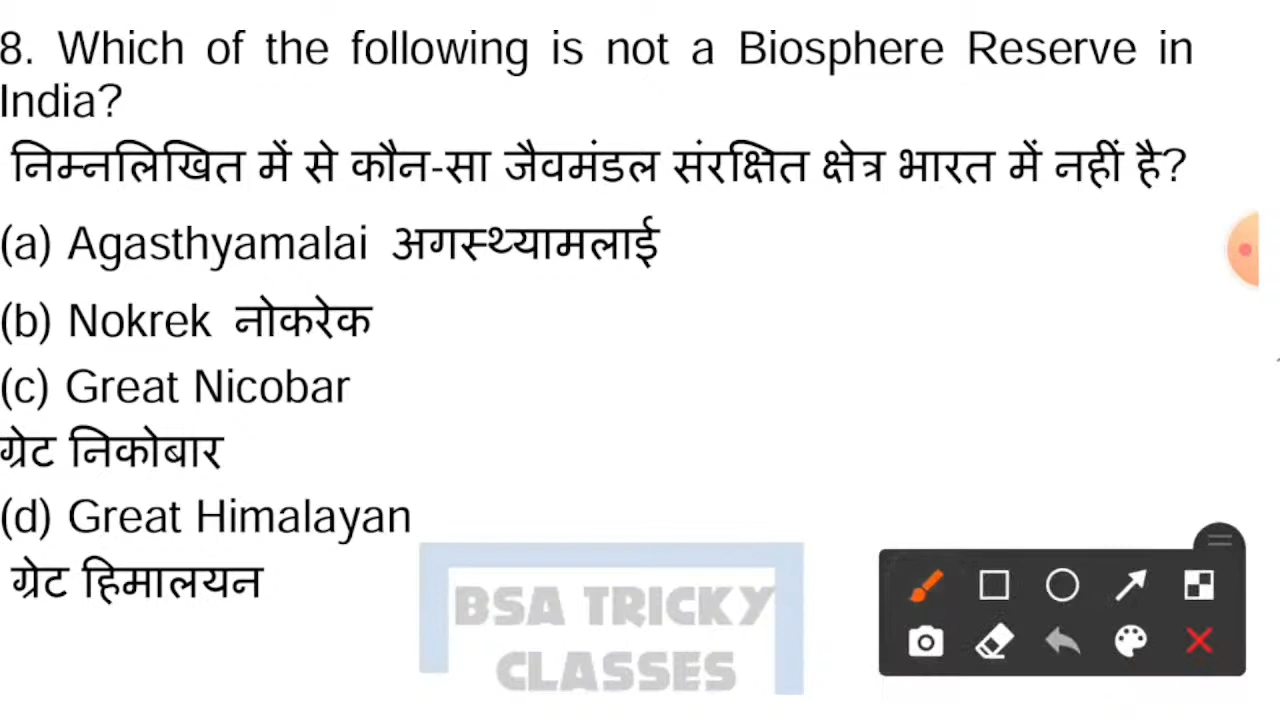 8. Which of the following is not a Biosphere Reserve in
India?
निम्नलिखित में से कौन-सा जैवमंडल संरक्षित क्षेत्र भारत में नहीं है?
(a) Agasthyamalai अगस्थ्यामलाई
(b) Nokrek नोकरेक
(c) Great Nicobar
ग्रेट निकोबार
(d) Great Himalayan
ग्रेट हिमालयन
BSA TRICKY
CLASSES